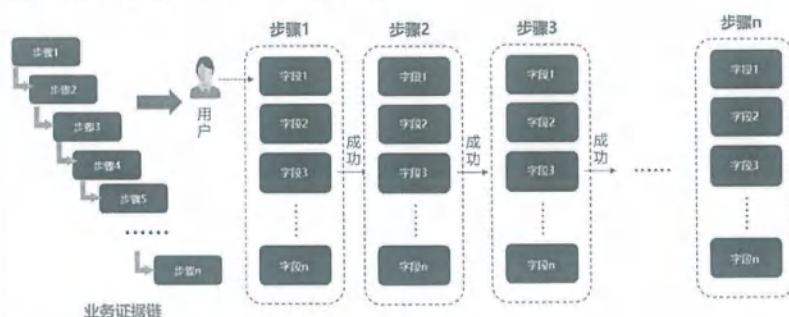 步骤1
步骤2
步骤3
步骤4
步骤5
……
步骤n
业务证据链
用户
步骤1
字段1
字段2
字段3
字段n
成功
步骤2
字段1
字段2
字段3
字段n
成功
步骤3
字段1
字段2
字段3
字段n
成功
……
步骤n
字段1
字段2
字段3
字段n